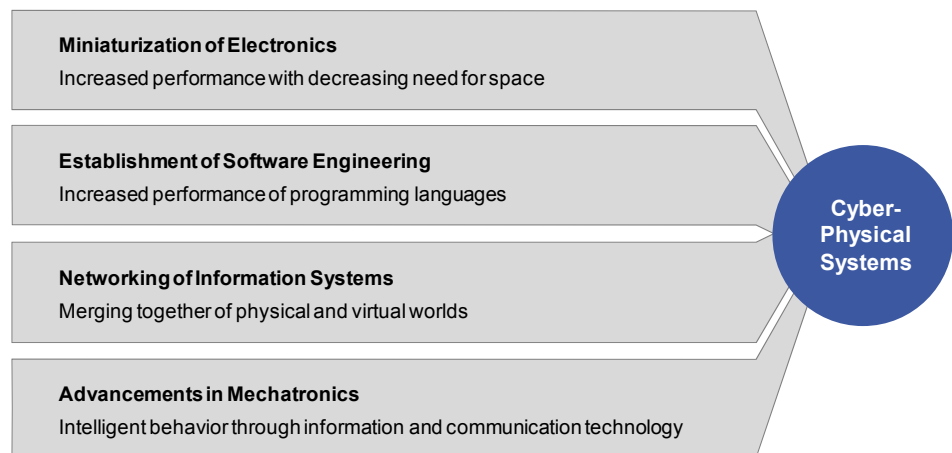 Miniaturization of Electronics
Increased performance with decreasing need for space
Establishment of Software Engineering
Increased performance of programming languages
Networking of Information Systems
Merging together of physical and virtual worlds
Advancements in Mechatronics
Intelligent behavior through information and communication technology
Cyber-
Physical
Systems